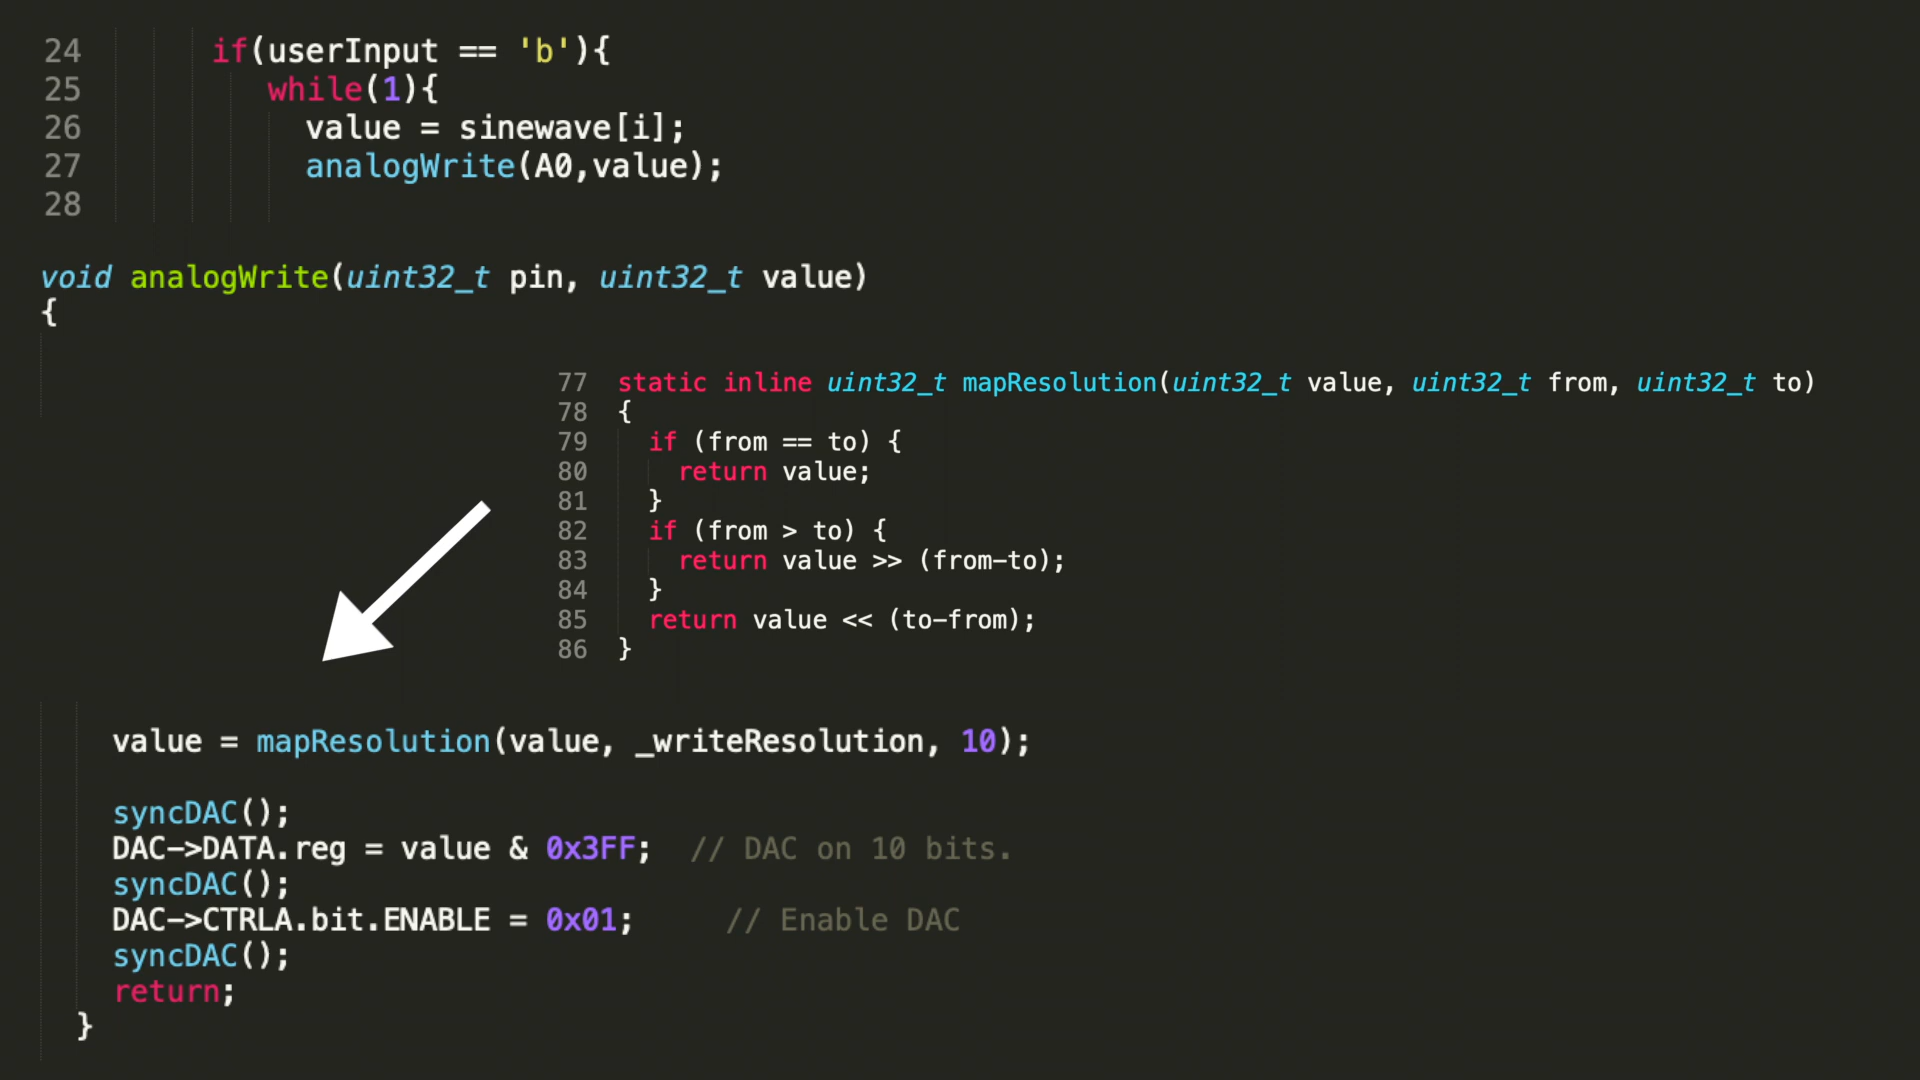 24 if(userInput == 'b'){
25 while(1){
26 value = sinewave[i];
27 analogWrite(A0,value);
28
void analogWrite(uint32_t pin, uint32_t value)
{
77 static inline uint32_t mapResolution(uint32_t value, uint32_t from, uint32_t to)
78 {
79 if (from == to) {
80 return value;
81 }
82 if (from > to) {
83 return value >> (from-to);
84 }
85 return value << (to-from);
86 }
value = mapResolution(value, _writeResolution, 10);
syncDAC();
DAC->DATA.reg = value & 0x3FF; // DAC on 10 bits.
syncDAC();
DAC->CTRLA.bit.ENABLE = 0x01; // Enable DAC
syncDAC();
return;
}